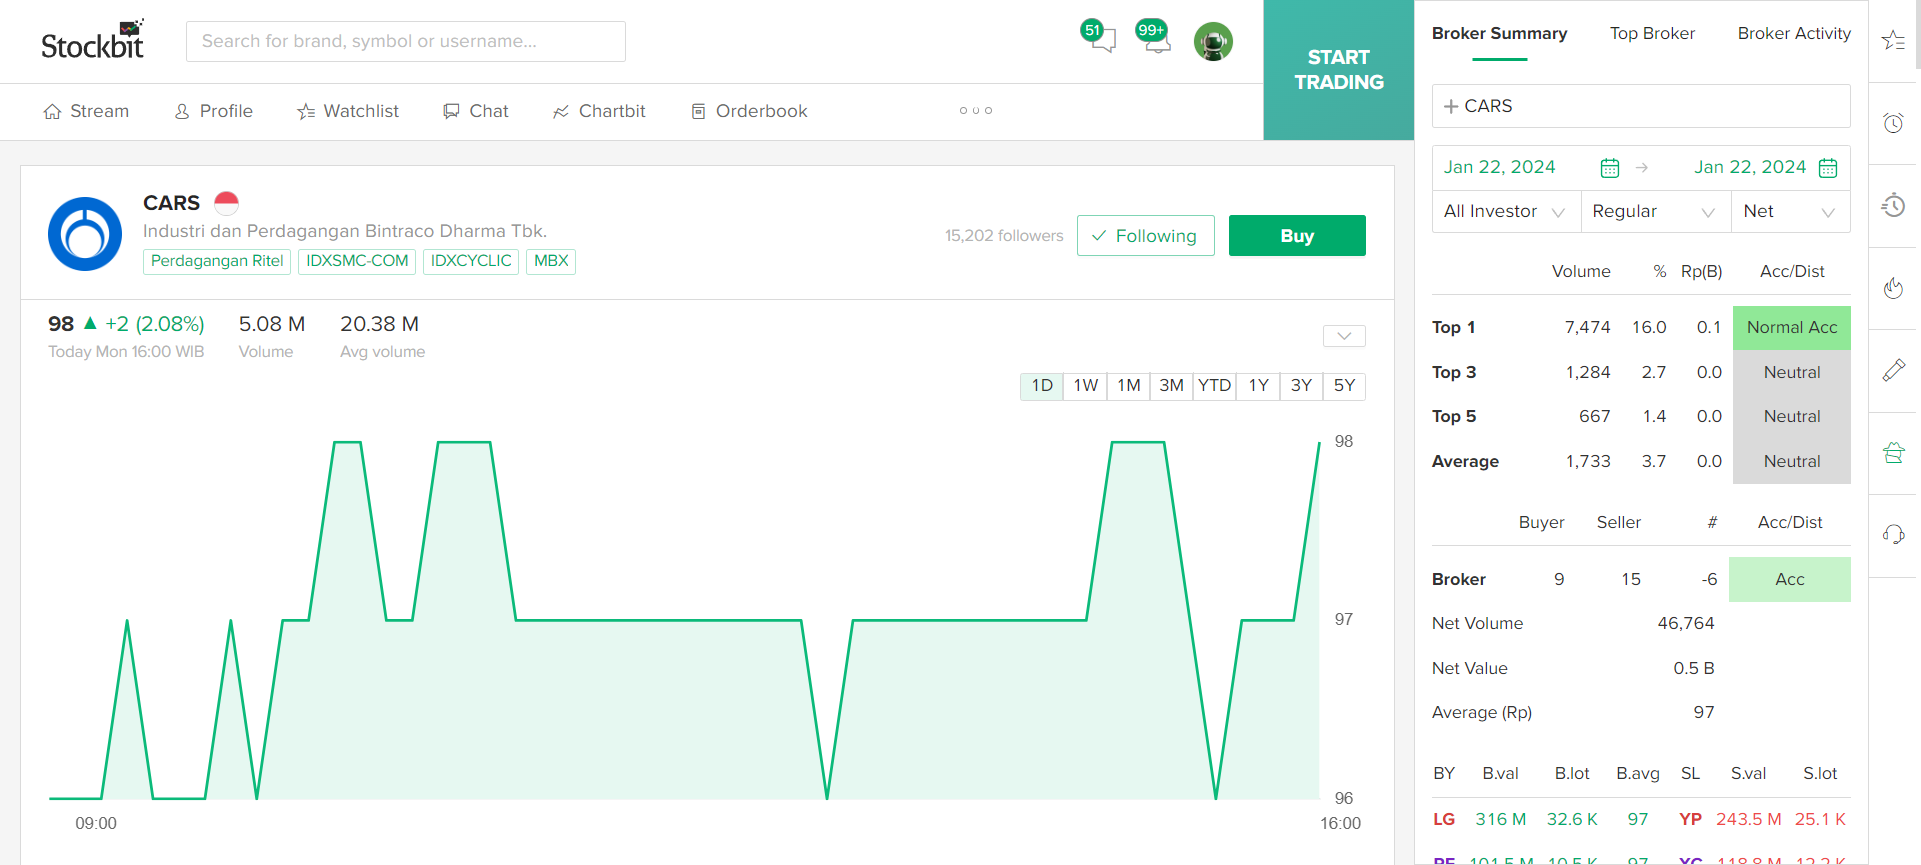 Stockbit
Search for brand, symbol or username...
51
99+
START
TRADING
Stream
Profile
Watchlist
Chat
Chartbit
Orderbook
CARS
Industri dan Perdagangan Bintraco Dharma Tbk.
Perdagangan Ritel
IDXSMC-COM
IDXCYCLIC
MBX
15,202 followers
Following
Buy
98 ▲ +2 (2.08%)
Today Mon 16:00 WIB
5.08 M
Volume
20.38 M
Avg volume
1D 1W 1M 3M YTD 1Y 3Y 5Y
98
97
96
09:00
16:00
Broker Summary Top Broker Broker Activity
+ CARS
Jan 22, 2024 → Jan 22, 2024
All Investor Regular Net
Volume % Rp(B) Acc/Dist
Top 1 7,474 16.0 0.1 Normal Acc
Top 3 1,284 2.7 0.0 Neutral
Top 5 667 1.4 0.0 Neutral
Average 1,733 3.7 0.0 Neutral
Buyer Seller # Acc/Dist
Broker 9 15 -6 Acc
Net Volume 46,764
Net Value 0.5 B
Average (Rp) 97
BY B.val B.lot B.avg SL S.val S.lot
LG 316 M 32.6 K 97 YP 243.5 M 25.1 K